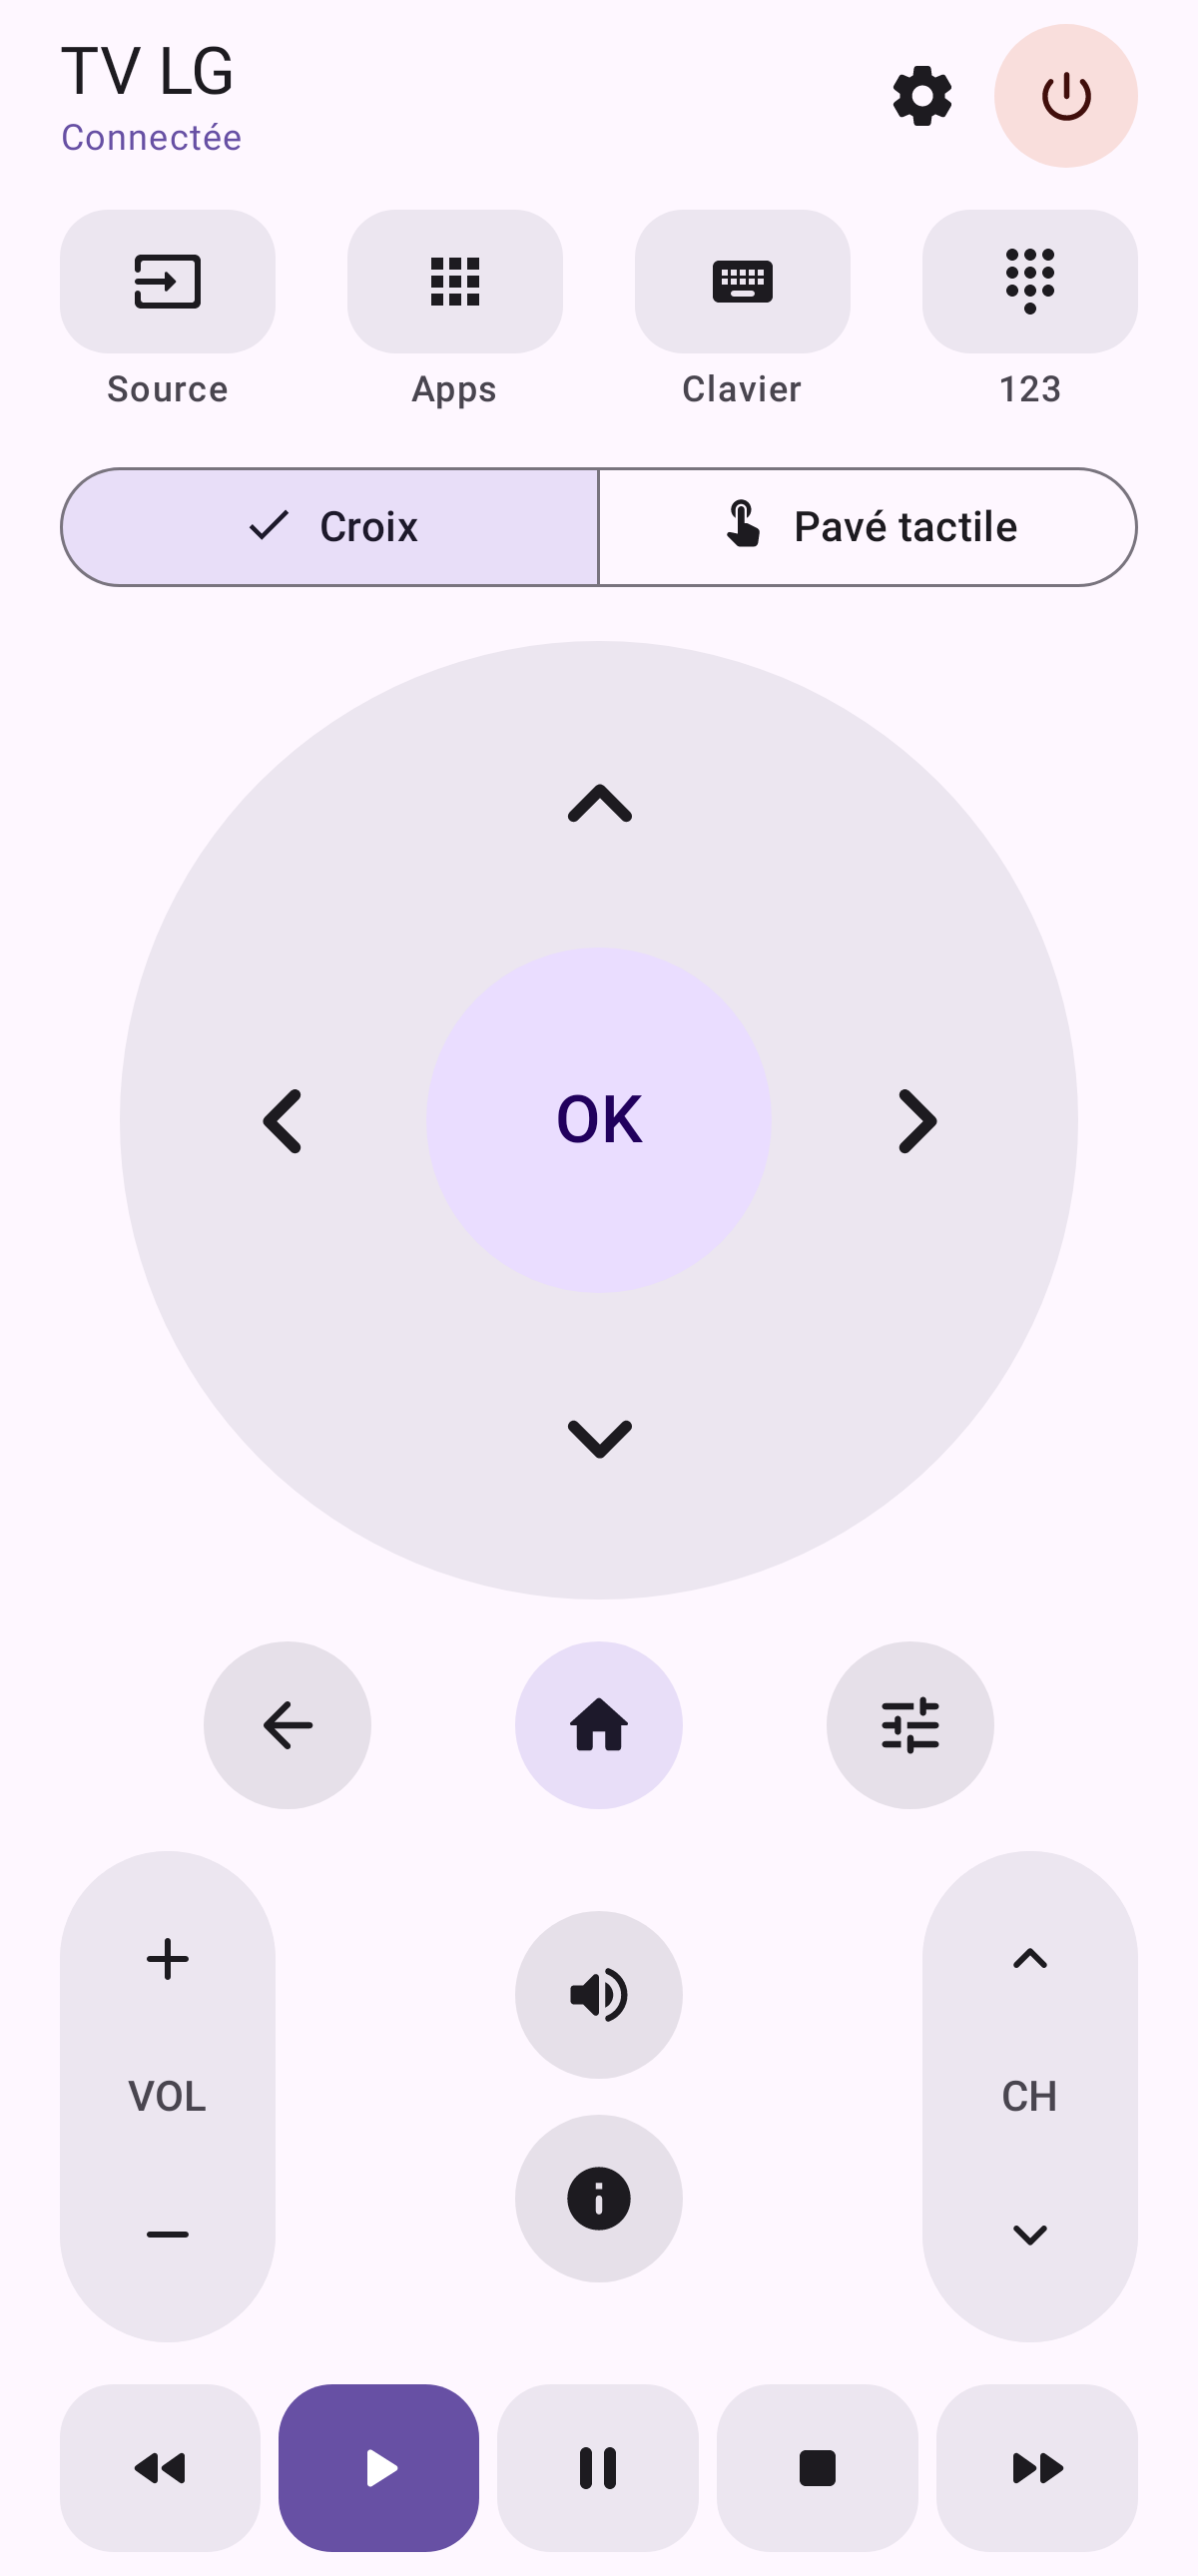 TV LG
Connectée
Source
Apps
Clavier
123
Croix
Pavé tactile
OK
VOL
CH